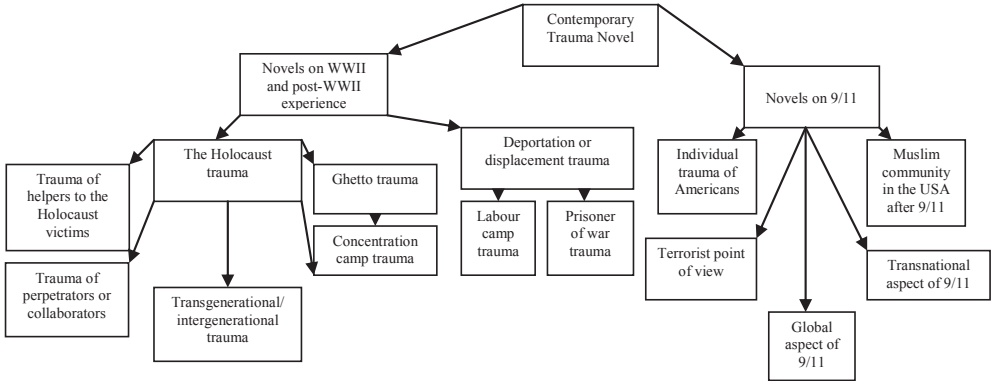 Contemporary
Trauma Novel
Novels on WWII
and post-WWII
experience
Novels on 9/11
The Holocaust
trauma
Deportation or
displacement trauma
Individual
trauma of
Americans
Muslim
community
in the USA
after 9/11
Trauma of
helpers to the
Holocaust
victims
Ghetto trauma
Labour
camp
trauma
Prisoner
of war
trauma
Concentration
camp trauma
Terrorist point
of view
Transnational
aspect of 9/11
Trauma of
perpetrators or
collaborators
Transgenerational/
intergenerational
trauma
Global
aspect of
9/11